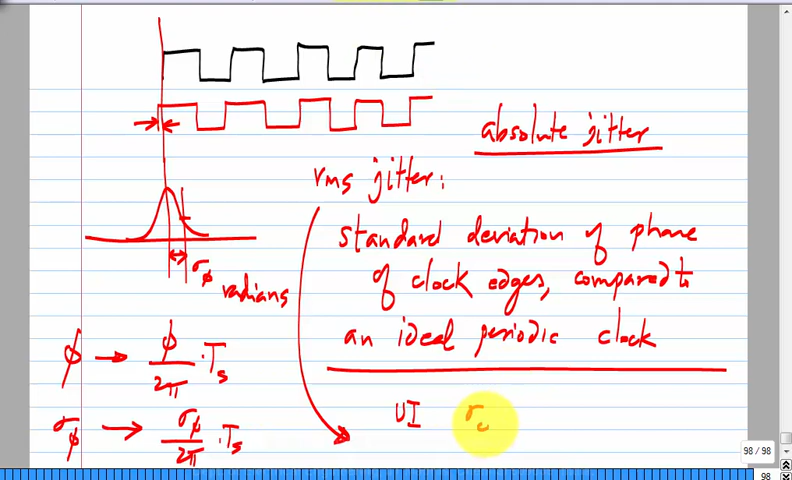 absolute jitter
rms jitter:
standard deviation of phase
of clock edges, compared to
an ideal periodic clock
σϕ radians
ϕ → ϕ/2π · Ts
σϕ → σϕ/2π · Ts
UI
98 / 98
98